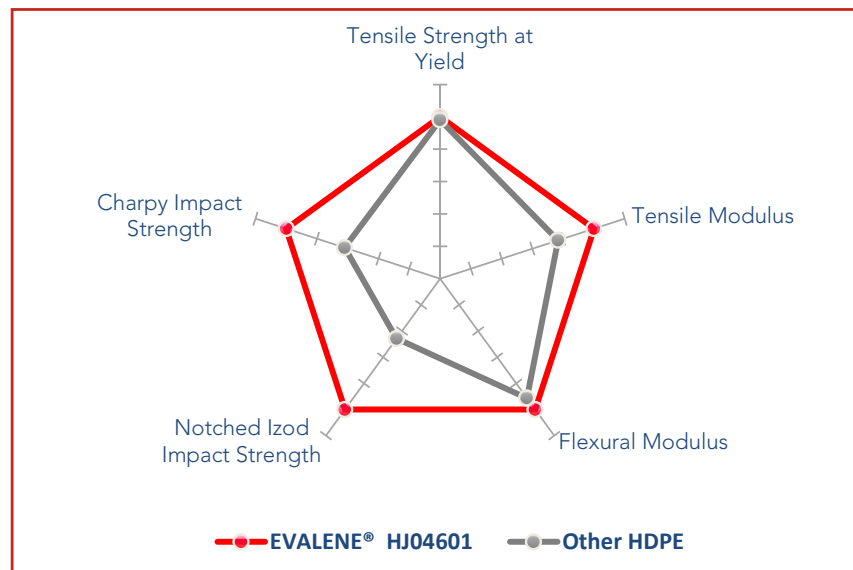 Tensile Strength at
Yield
Tensile Modulus
Flexural Modulus
Notched Izod
Impact Strength
Charpy Impact
Strength
EVALENE® HJ04601
Other HDPE